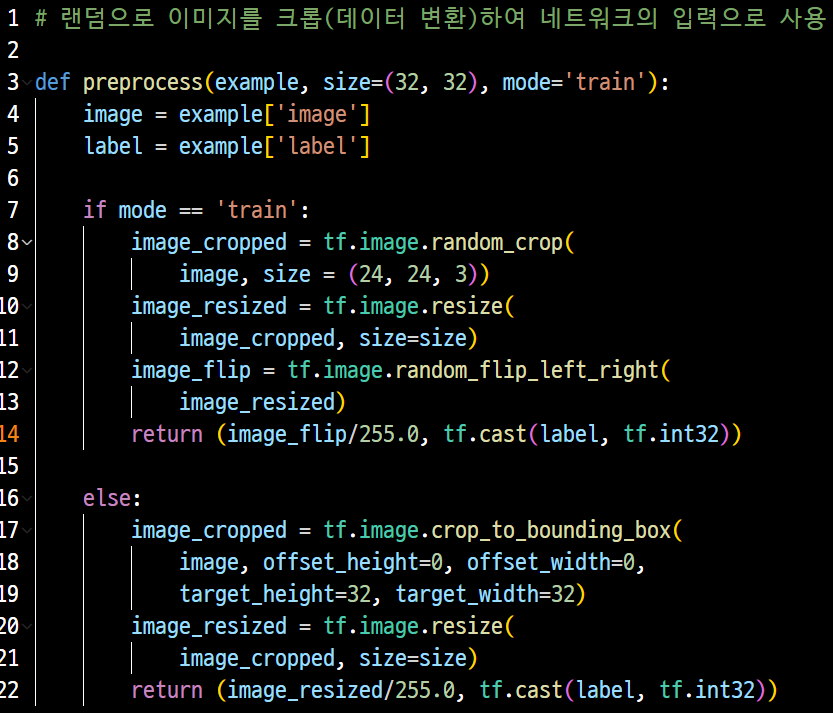 1 # 랜덤으로 이미지를 크롭(데이터 변환)하여 네트워크의 입력으로 사용
2
3 def preprocess(example, size=(32, 32), mode='train'):
4     image = example['image']
5     label = example['label']
6
7     if mode == 'train':
8         image_cropped = tf.image.random_crop(
9             image, size = (24, 24, 3))
10         image_resized = tf.image.resize(
11             image_cropped, size=size)
12         image_flip = tf.image.random_flip_left_right(
13             image_resized)
14         return (image_flip/255.0, tf.cast(label, tf.int32))
15
16     else:
17         image_cropped = tf.image.crop_to_bounding_box(
18             image, offset_height=0, offset_width=0,
19             target_height=32, target_width=32)
20         image_resized = tf.image.resize(
21             image_cropped, size=size)
22         return (image_resized/255.0, tf.cast(label, tf.int32))